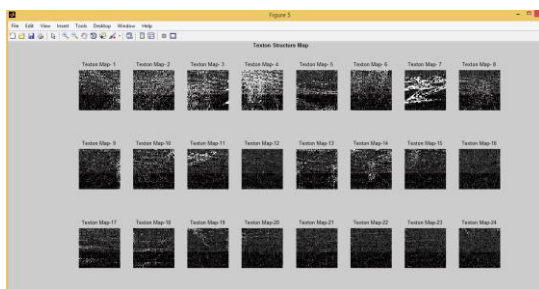 Figure 5
File Edit View Insert Tools Desktop Window Help
Texton Structure Map
Texton Map- 1 Texton Map- 2 Texton Map- 3 Texton Map- 4 Texton Map- 5 Texton Map- 6 Texton Map- 7 Texton Map- 8
Texton Map- 9 Texton Map-10 Texton Map-11 Texton Map-12 Texton Map-13 Texton Map-14 Texton Map-15 Texton Map-16
Texton Map-17 Texton Map-18 Texton Map-19 Texton Map-20 Texton Map-21 Texton Map-22 Texton Map-23 Texton Map-24